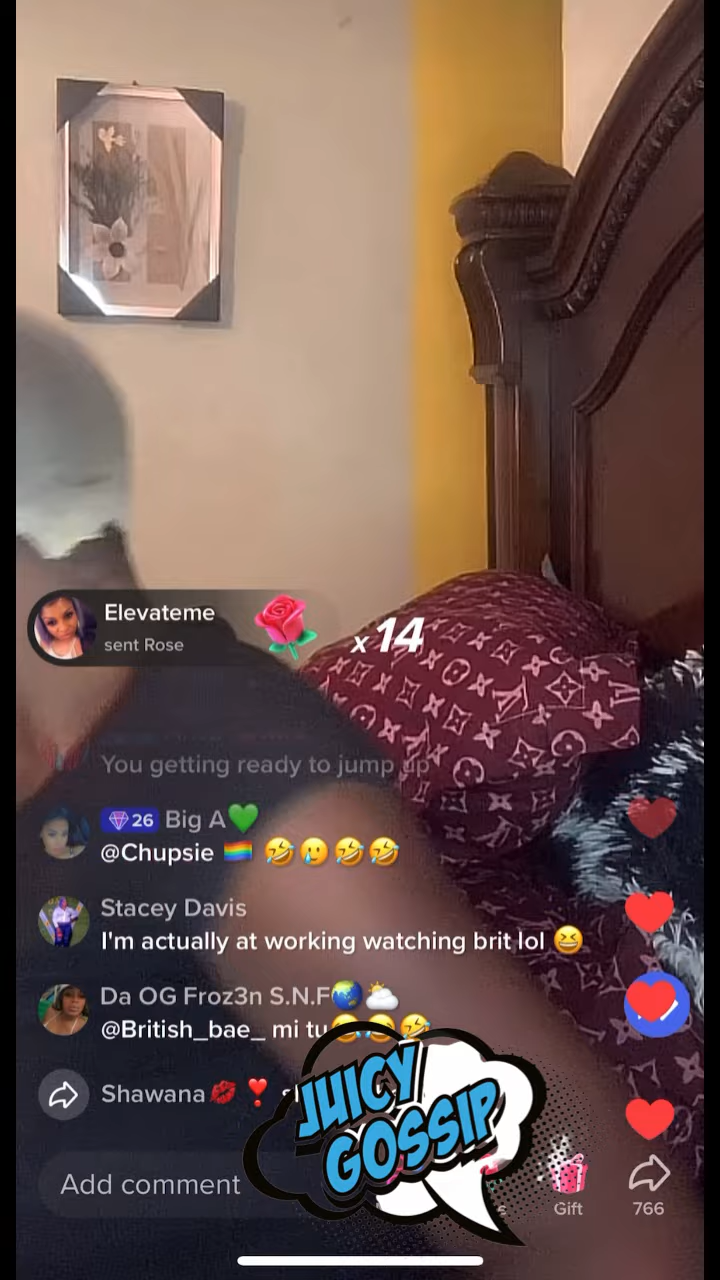 Elevateme
sent Rose
x 14
You getting ready to jump up
26 Big A💚
@Chupsie 🏳️‍🌈 🤣🥲🤣🤣
Stacey Davis
I'm actually at working watching brit lol 😆
Da OG Froz3n S.N.F🌏🌥️
@British_bae_ mi tu
Shawana💋❣️
JUICY
GOSSIP
Add comment
Gift
766